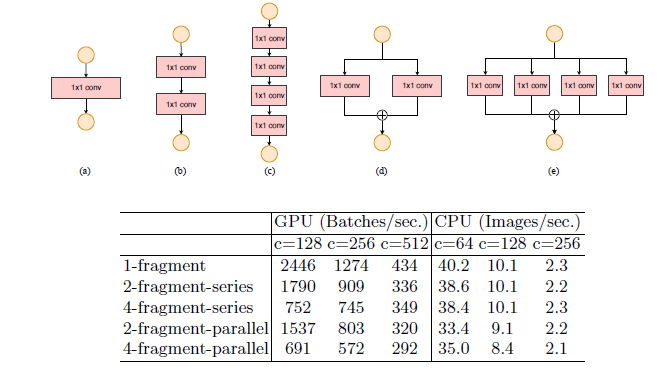 1x1 conv
(a)
1x1 conv
1x1 conv
(b)
1x1 conv
1x1 conv
1x1 conv
1x1 conv
(c)
1x1 conv 1x1 conv
(d)
1x1 conv 1x1 conv 1x1 conv 1x1 conv
(e)
GPU (Batches/sec.) CPU (Images/sec.)
c=128 c=256 c=512 c=64 c=128 c=256
1-fragment 2446 1274 434 40.2 10.1 2.3
2-fragment-series 1790 909 336 38.6 10.1 2.2
4-fragment-series 752 745 349 38.4 10.1 2.3
2-fragment-parallel 1537 803 320 33.4 9.1 2.2
4-fragment-parallel 691 572 292 35.0 8.4 2.1